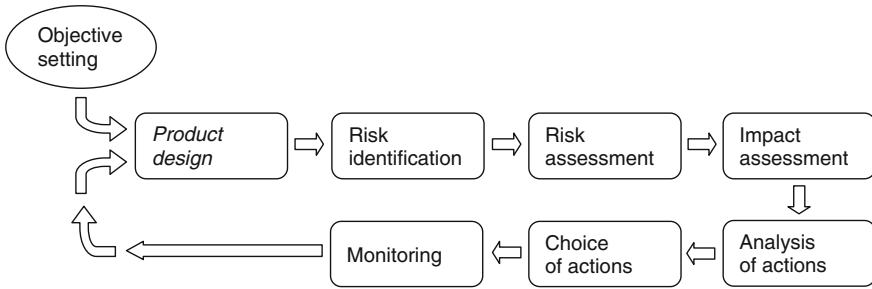 Objective
setting
Product
design
Risk
identification
Risk
assessment
Impact
assessment
Analysis
of actions
Choice
of actions
Monitoring